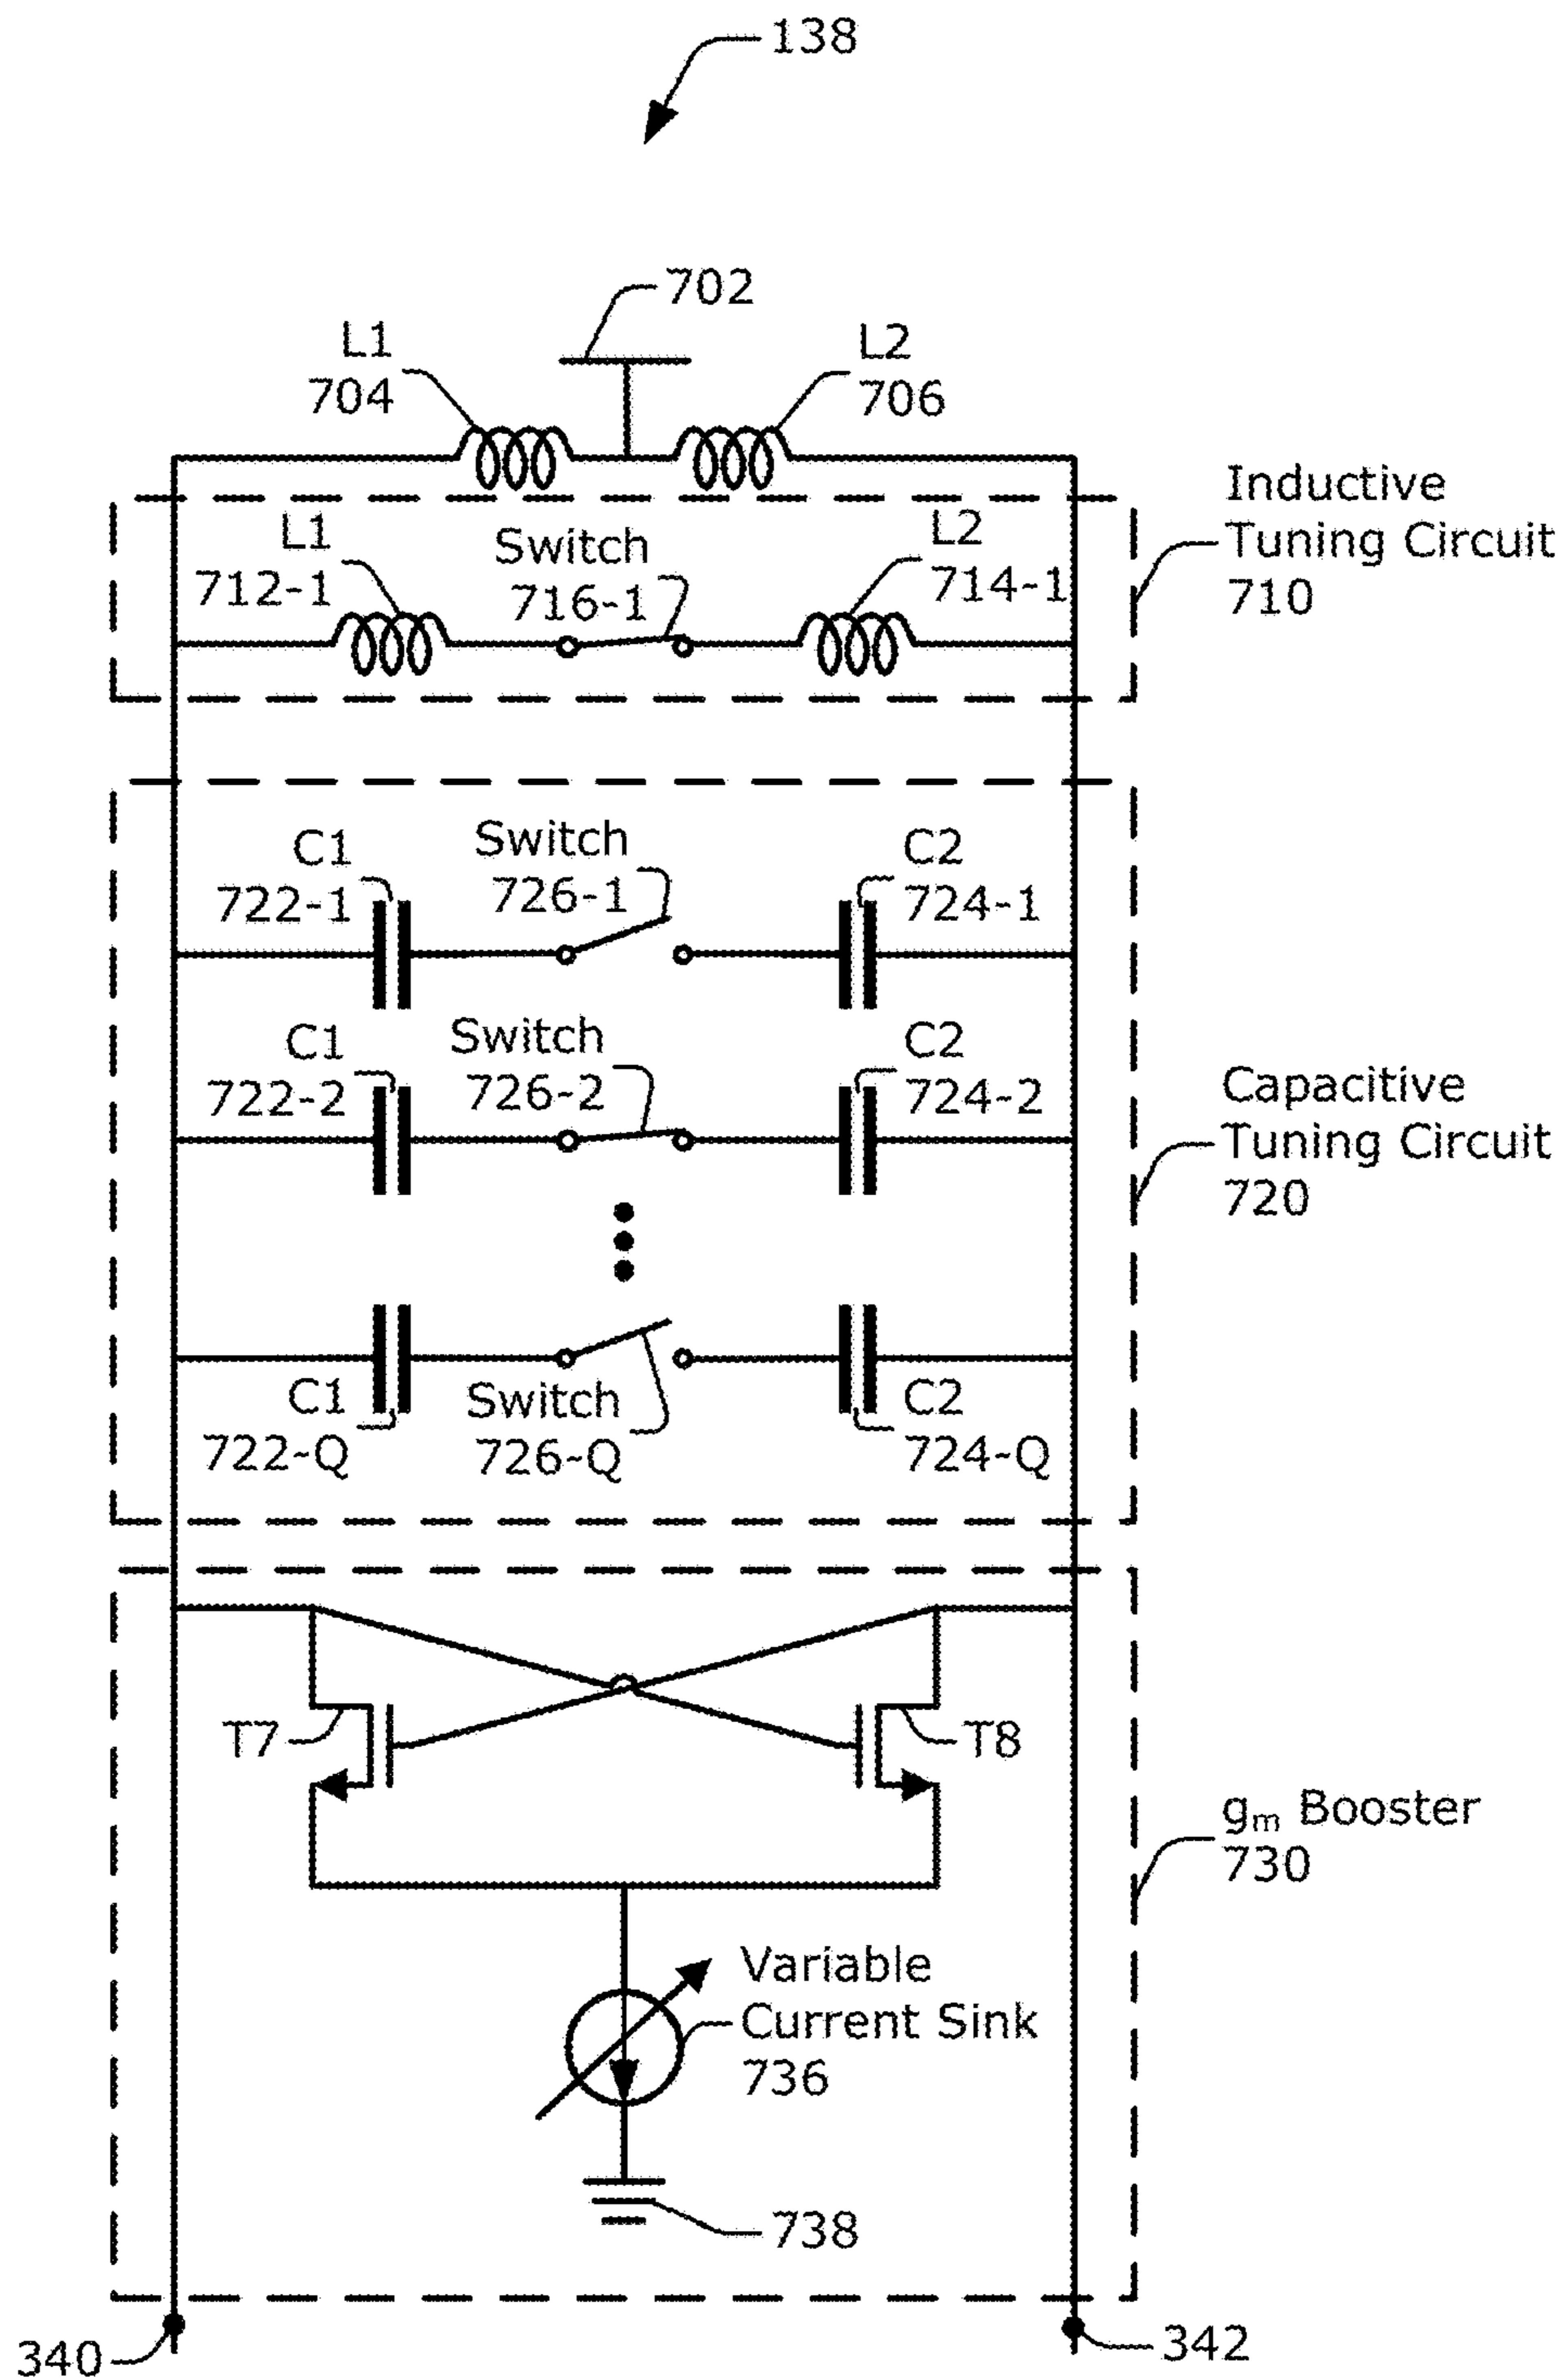 138
702
L1
704
L2
706
Inductive
Tuning Circuit
710
L1
712-1
Switch
716-1
L2
714-1
C1
722-1
Switch
726-1
C2
724-1
C1
722-2
Switch
726-2
C2
724-2
Capacitive
Tuning Circuit
720
C1
722-Q
Switch
726-Q
C2
724-Q
T7
T8
gm Booster
730
Variable
Current Sink
736
738
340
342